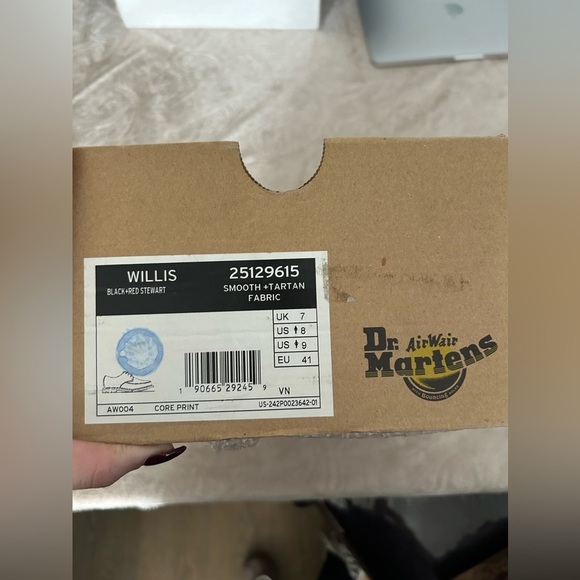 WILLIS
25129615
BLACK+RED STEWART
SMOOTH +TARTAN
FABRIC
UK 7
US 8
US 9
EU 41
1 90665 29245 9
VN
AW004
CORE PRINT
US-242P0023642-01
Dr. AirWair
Martens
Bouncing